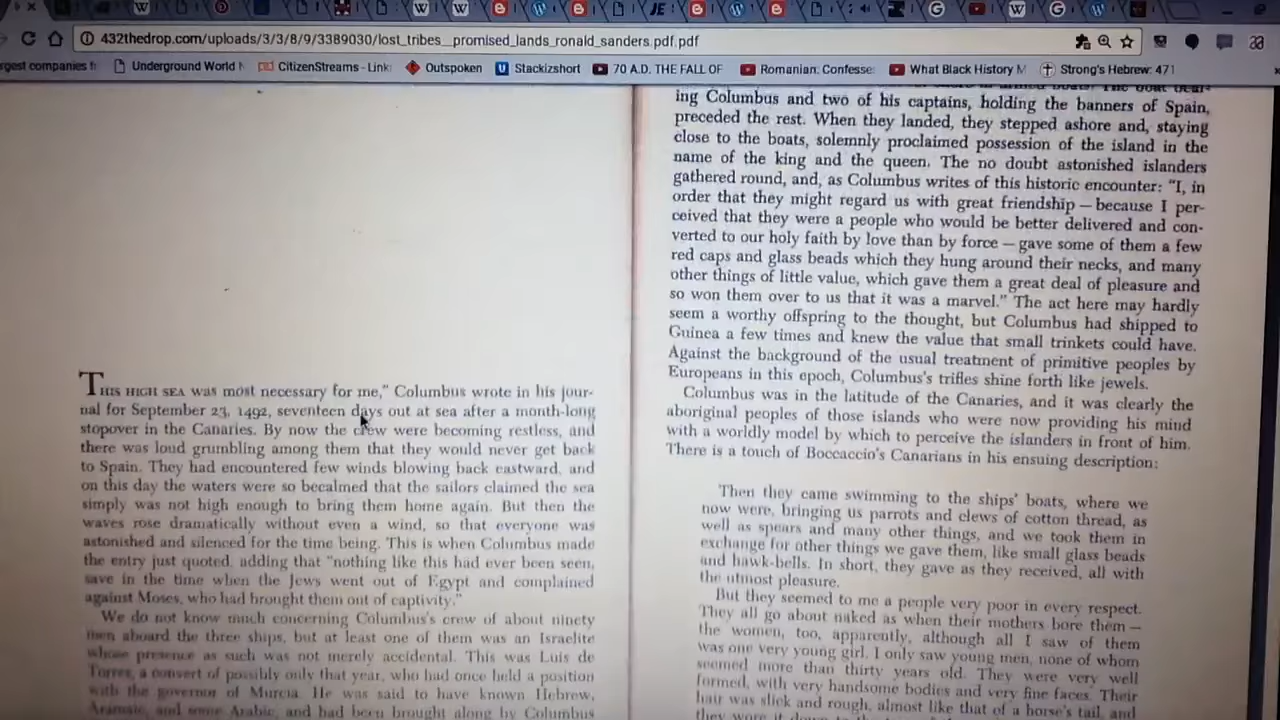 432thedrop.com/uploads/3/3/8/9/3389030/lost_tribes__promised_lands_ronald_sanders.pdf.pdf
rgest companies f
Underground World N
CitizenStreams - Link
Outspoken
Stackizshort
70 A.D. THE FALL OF
Romanian: Confesse
What Black History M
Strong's Hebrew: 471
THIS HIGH SEA was most necessary for me," Columbus wrote in his jour-
nal for September 23, 1492, seventeen days out at sea after a month-long
stopover in the Canaries. By now the crew were becoming restless, and
there was loud grumbling among them that they would never get back
to Spain. They had encountered few winds blowing back eastward, and
on this day the waters were so becalmed that the sailors claimed the sea
simply was not high enough to bring them home again. But then the
waves rose dramatically without even a wind, so that everyone was
astonished and silenced for the time being. This is when Columbus made
the entry just quoted, adding that "nothing like this had ever been seen,
save in the time when the Jews went out of Egypt and complained
against Moses, who had brought them out of captivity."
We do not know much concerning Columbus's crew of about ninety
men aboard the three ships, but at least one of them was an Israelite
whose presence as such was not merely accidental. This was Luis de
Torres, a convert of possibly only that year, who had once held a position
with the governor of Murcia. He was said to have known Hebrew,
Aramaic, and some Arabic, and had been brought along by Columbus
ing Columbus and two of his captains, holding the banners of Spain,
preceded the rest. When they landed, they stepped ashore and, staying
close to the boats, solemnly proclaimed possession of the island in the
name of the king and the queen. The no doubt astonished islanders
gathered round, and, as Columbus writes of this historic encounter: "I, in
order that they might regard us with great friendship — because I per-
ceived that they were a people who would be better delivered and con-
verted to our holy faith by love than by force — gave some of them a few
red caps and glass beads which they hung around their necks, and many
other things of little value, which gave them a great deal of pleasure and
so won them over to us that it was a marvel." The act here may hardly
seem a worthy offspring to the thought, but Columbus had shipped to
Guinea a few times and knew the value that small trinkets could have.
Against the background of the usual treatment of primitive peoples by
Europeans in this epoch, Columbus's trifles shine forth like jewels.
Columbus was in the latitude of the Canaries, and it was clearly the
aboriginal peoples of those islands who were now providing his mind
with a worldly model by which to perceive the islanders in front of him.
There is a touch of Boccaccio's Canarians in his ensuing description:
Then they came swimming to the ships' boats, where we
now were, bringing us parrots and clews of cotton thread, as
well as spears and many other things, and we took them in
exchange for other things we gave them, like small glass beads
and hawk-bells. In short, they gave as they received, all with
the utmost pleasure.
But they seemed to me a people very poor in every respect.
They all go about naked as when their mothers bore them —
the women, too, apparently, although all I saw of them
was one very young girl. I only saw young men, none of whom
seemed more than thirty years old. They were very well
formed, with very handsome bodies and very fine faces. Their
hair was slick and rough, almost like that of a horse's tail, and
they wore it down to the